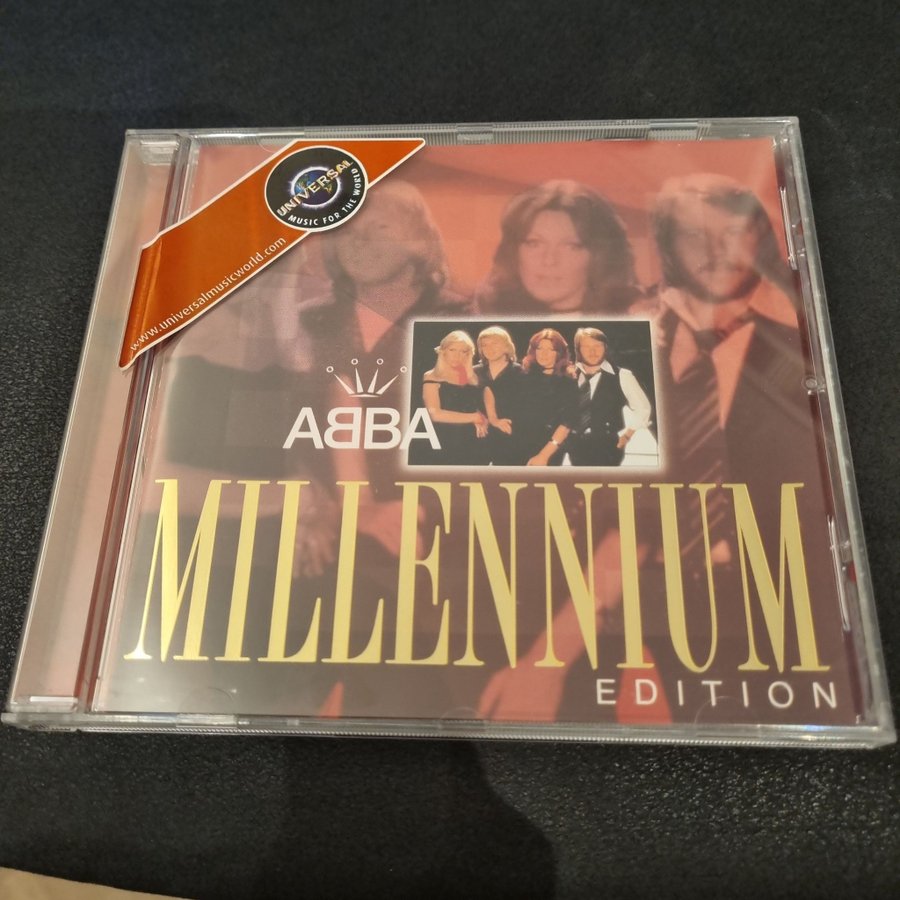 UNIVERSAL
MUSIC FOR THE WORLD
www.universalmusicworld.com
ABBA
MILLENNIUM
EDITION